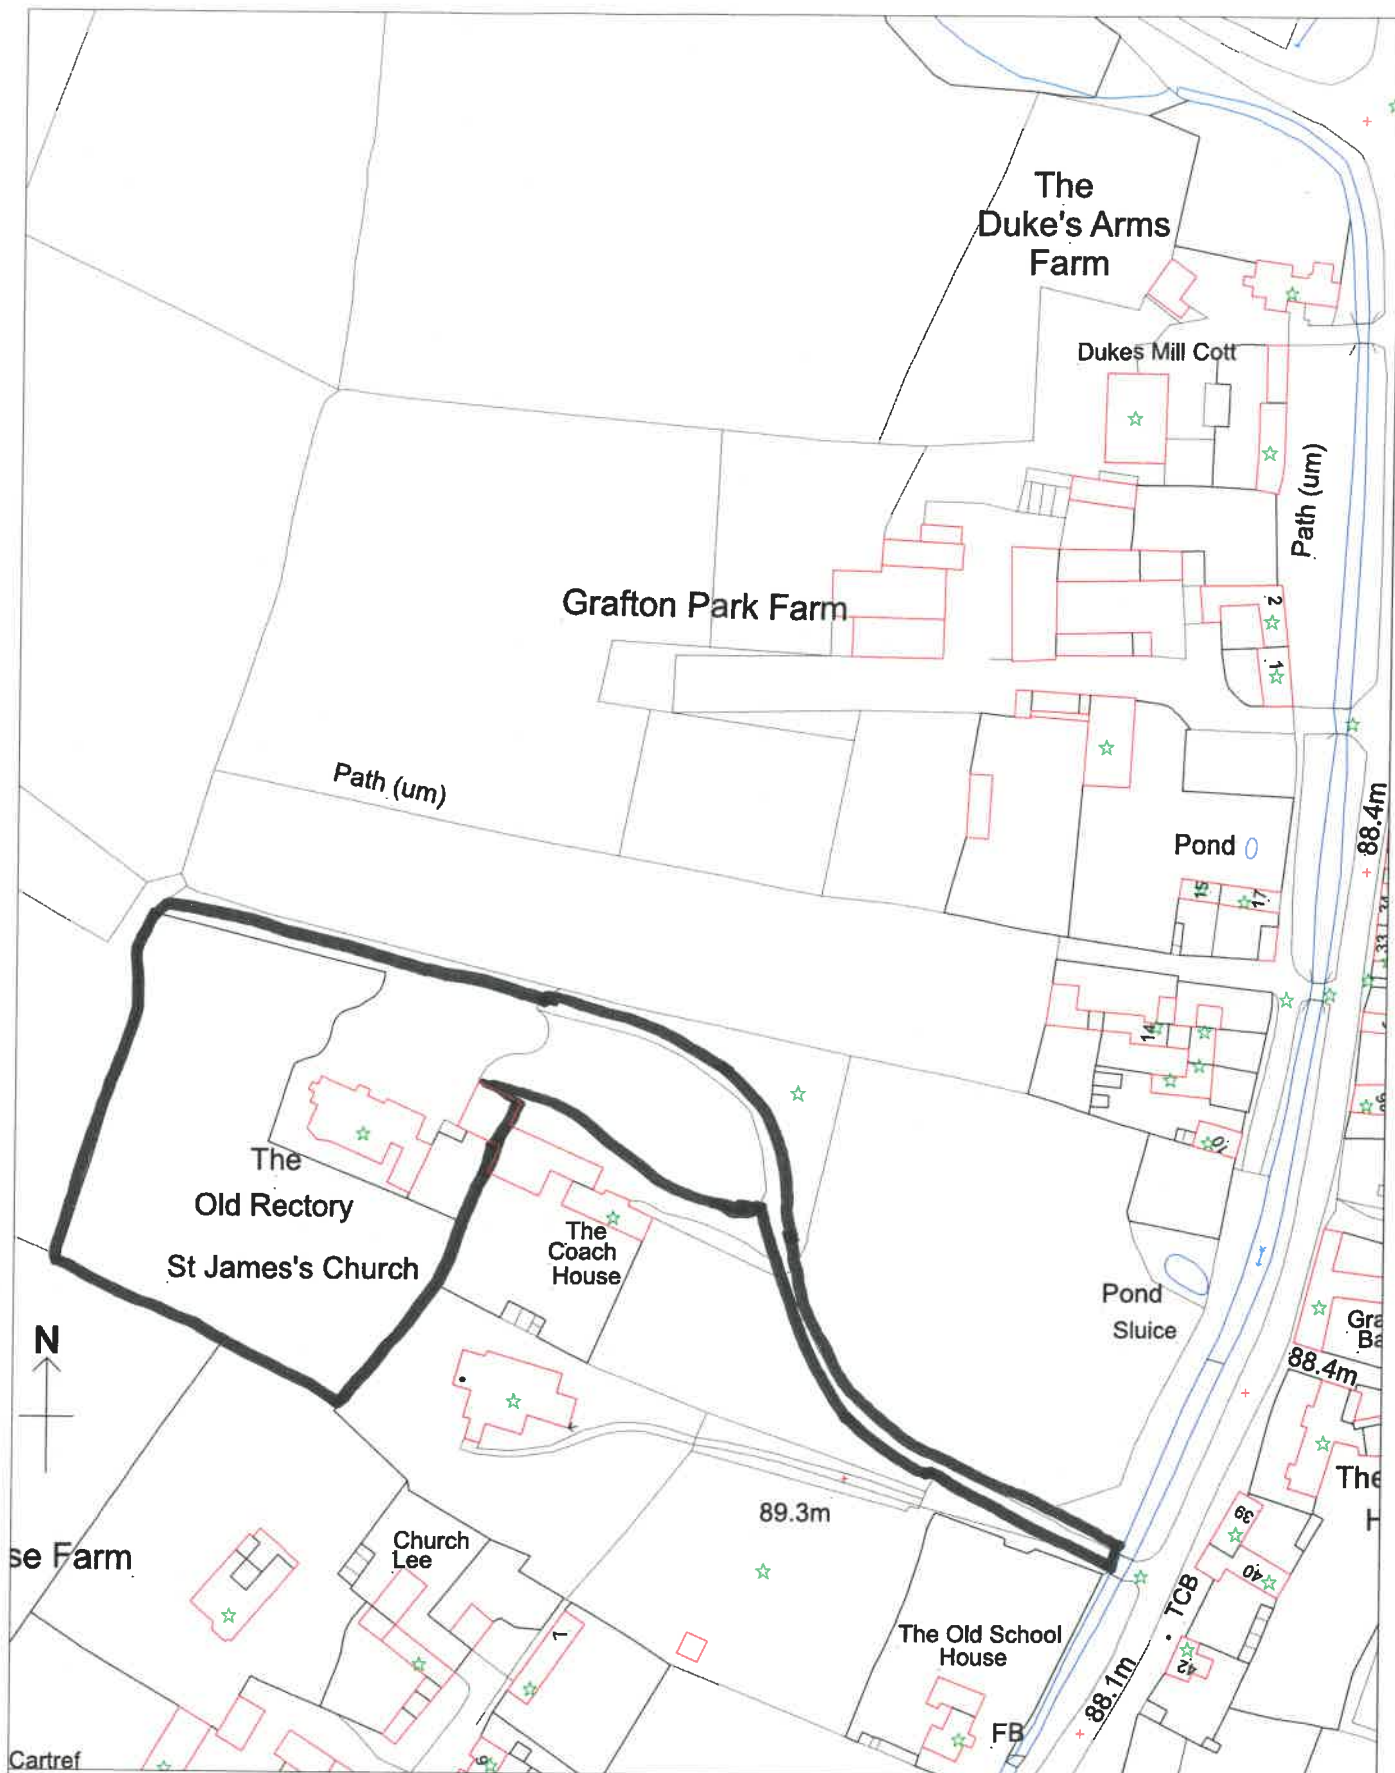 The
Duke's Arms
Farm
Dukes Mill Cott
Path (um)
Grafton Park Farm
2
1
Path (um)
88.4m
Pond
15
17
33
14
10
The
Old Rectory
St James's Church
The
Coach
House
Pond
Sluice
N
88.4m
The
89.3m
39
40
Church
Lee
se Farm
TCB
The Old School
House
42
88.1m
FB
Cartref